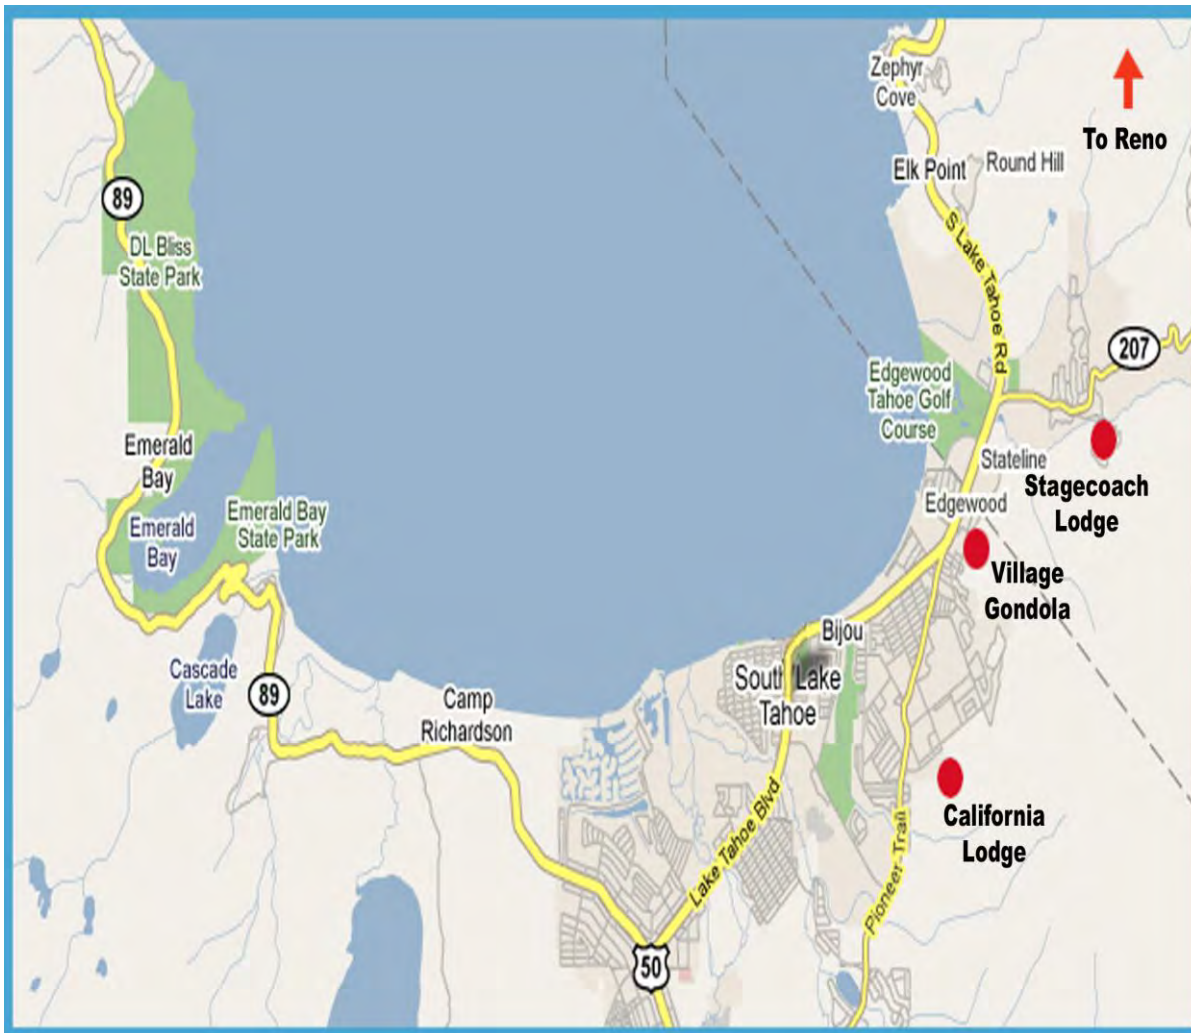 Zephyr
Cove
To Reno
Elk Point
Round Hill
89
S Lake Tahoe Rd
DL Bliss
State Park
207
Edgewood
Tahoe Golf
Course
Emerald
Bay
Stateline
Stagecoach
Lodge
Edgewood
Emerald Bay
State Park
Emerald
Bay
Village
Gondola
Bijou
Cascade
Lake
89
South Lake
Tahoe
Camp
Richardson
California
Lodge
Lake Tahoe Blvd
Pioneer Trail
50